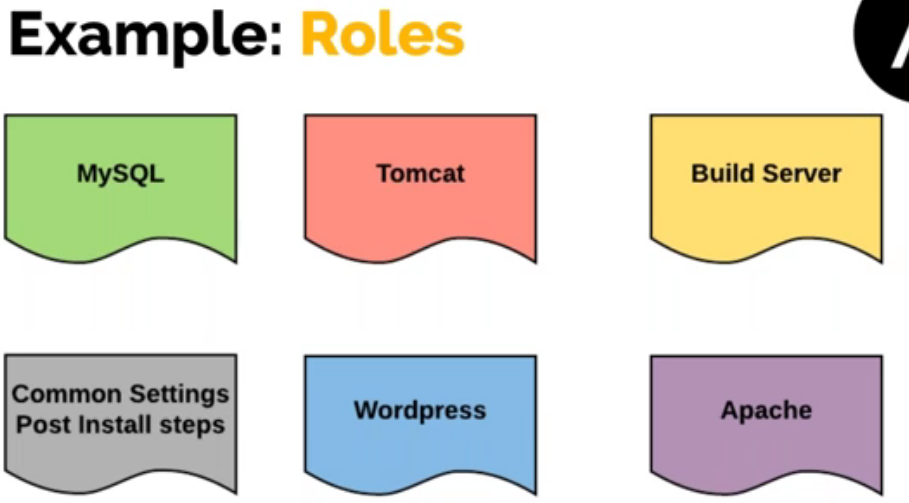 Example: Roles
MySQL
Tomcat
Build Server
Common Settings
Post Install steps
Wordpress
Apache